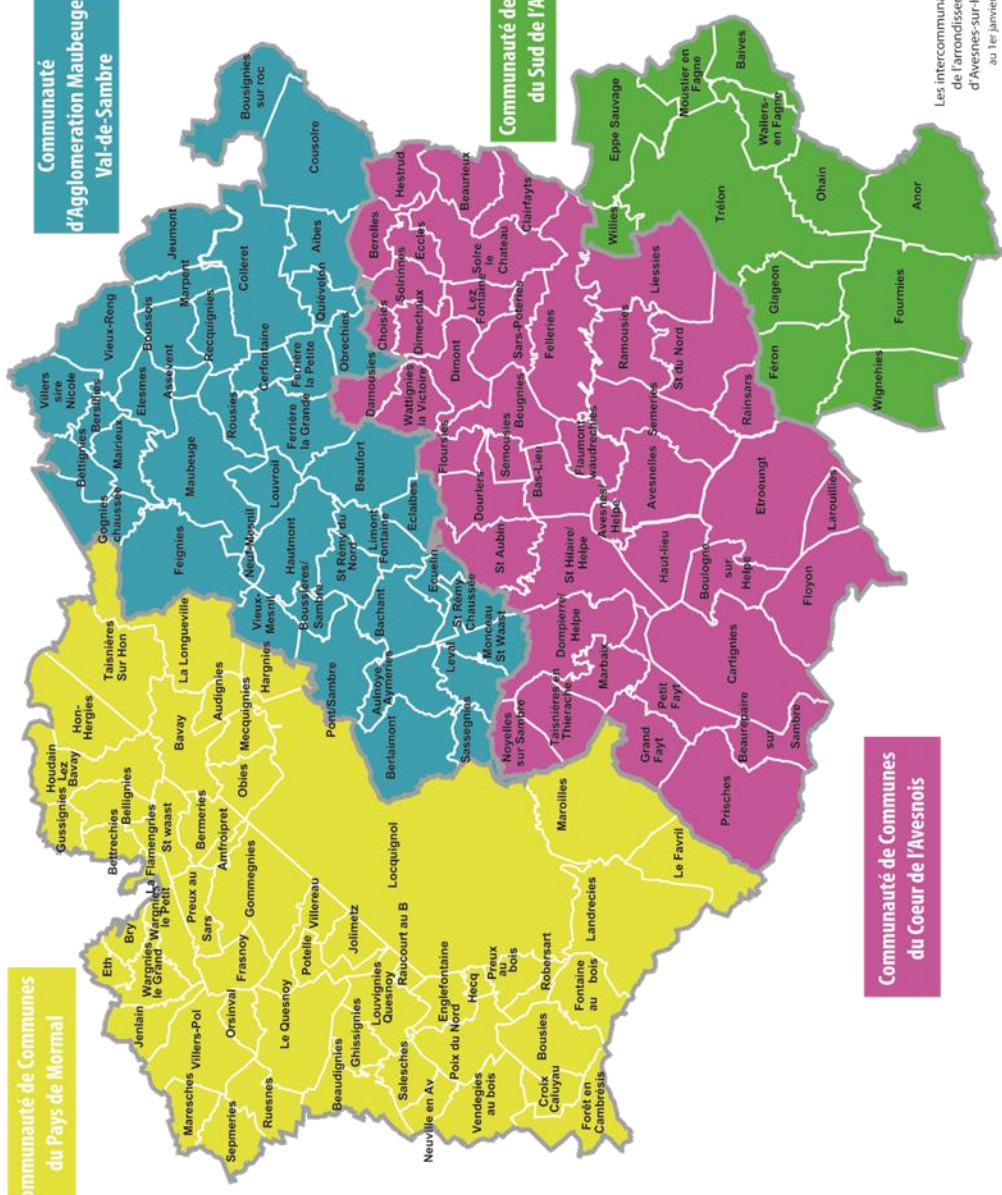 ommunauté de Communes
du Pays de Mormal
Communauté
d'Agglomeration Maubeuge
Val-de-Sambre
Communauté de
du Sud de l'A
Communauté de Communes
du Coeur de l'Avesnois
Les intercommuna
de l'arrondissem
d'Avesnes-sur-H
au 1er janvier
Eth
Bry
Jenlain
Wargnies
le Grand
Wargnies
le Petit
La Flamengries
Maresches
Villers-Pol
Sepmeries
Orsinval
Ruesnes
Le Quesnoy
Frasnoy
Preux au
Sars
Gommegnies
Amfroipret
Bermeries
St waast
Bettrechies
Bellignies
Gussignies
Houdain
Lez
Bavay
Hon-
Hergies
Taisnières
Sur Hon
Bavay
La Longueville
Audignies
Mecquignies
Obies
Hargnies
Potelle
Villereau
Jolimetz
Locquignol
Beaudignies
Ghissignies
Louvignies
Quesnoy
Raucourt au B
Salesches
Neuville en Av
Poix du Nord
Englefontaine
Hecq
Preux
au
bois
Vendegies
au bois
Bousies
Robersart
Croix
Caluyau
Forêt en
Cambrésis
Fontaine
au bois
Landrecies
Maroilles
Le Favril
Villers
sire
Nicole
Vieux-Reng
Bettignies
Bersillies
Mairieux
Gognies
chaussée
Elesmes
Boussois
Jeumont
Marpent
Assevent
Recquignies
Maubeuge
Feignies
Rousies
Louvroil
Neuf-Mesnil
Cerfontaine
Colleret
Bousignies
sur roc
Cousolre
Aibes
Quiévelon
Ferrière
la Petite
Ferrière
la Grande
Obrechies
Hautmont
Vieux-
Mesnil
Boussières/
Sambre
St Rémy du
Nord
Beaufort
Limont
Fontaine
Eclaibes
Pont/Sambre
Bachant
Ecuelin
Aulnoye
Aymeries
Berlaimont
Leval
St Rémy
Chaussée
Monceau
St Waast
Sassegnies
Hestrud
Berelles
Beaurieux
Clairfayts
Solrinnes
Eccles
Choisies
Dimechaux
Solre
le
Chateau
Lez
Fontaine
Damousies
Wattignies
la Victoire
Dimont
Sars-Poteries
Floursies
Beugnies
Felleries
Dourlers
Semousies
Bas-Lieu
Flaumont
waudrechies
Ramousies
Liessies
St du Nord
Semeries
Rainsars
St Aubin
Avesnes/
Helpe
Avesnelles
St Hilaire/
Helpe
Haut-lieu
Etroeungt
Dompierre/
Helpe
Boulogne
sur
Helpe
Larouillies
Floyon
Noyelles
sur Sambre
Taisnières en
Thierache
Marbaix
Petit
Fayt
Grand
Fayt
Cartignies
Beaurepaire
sur
Sambre
Prisches
Eppe Sauvage
Moustier en
Fagne
Baives
Willies
Wallers-
en Fagne
Trélon
Ohain
Glageon
Anor
Féron
Fourmies
Wignehies